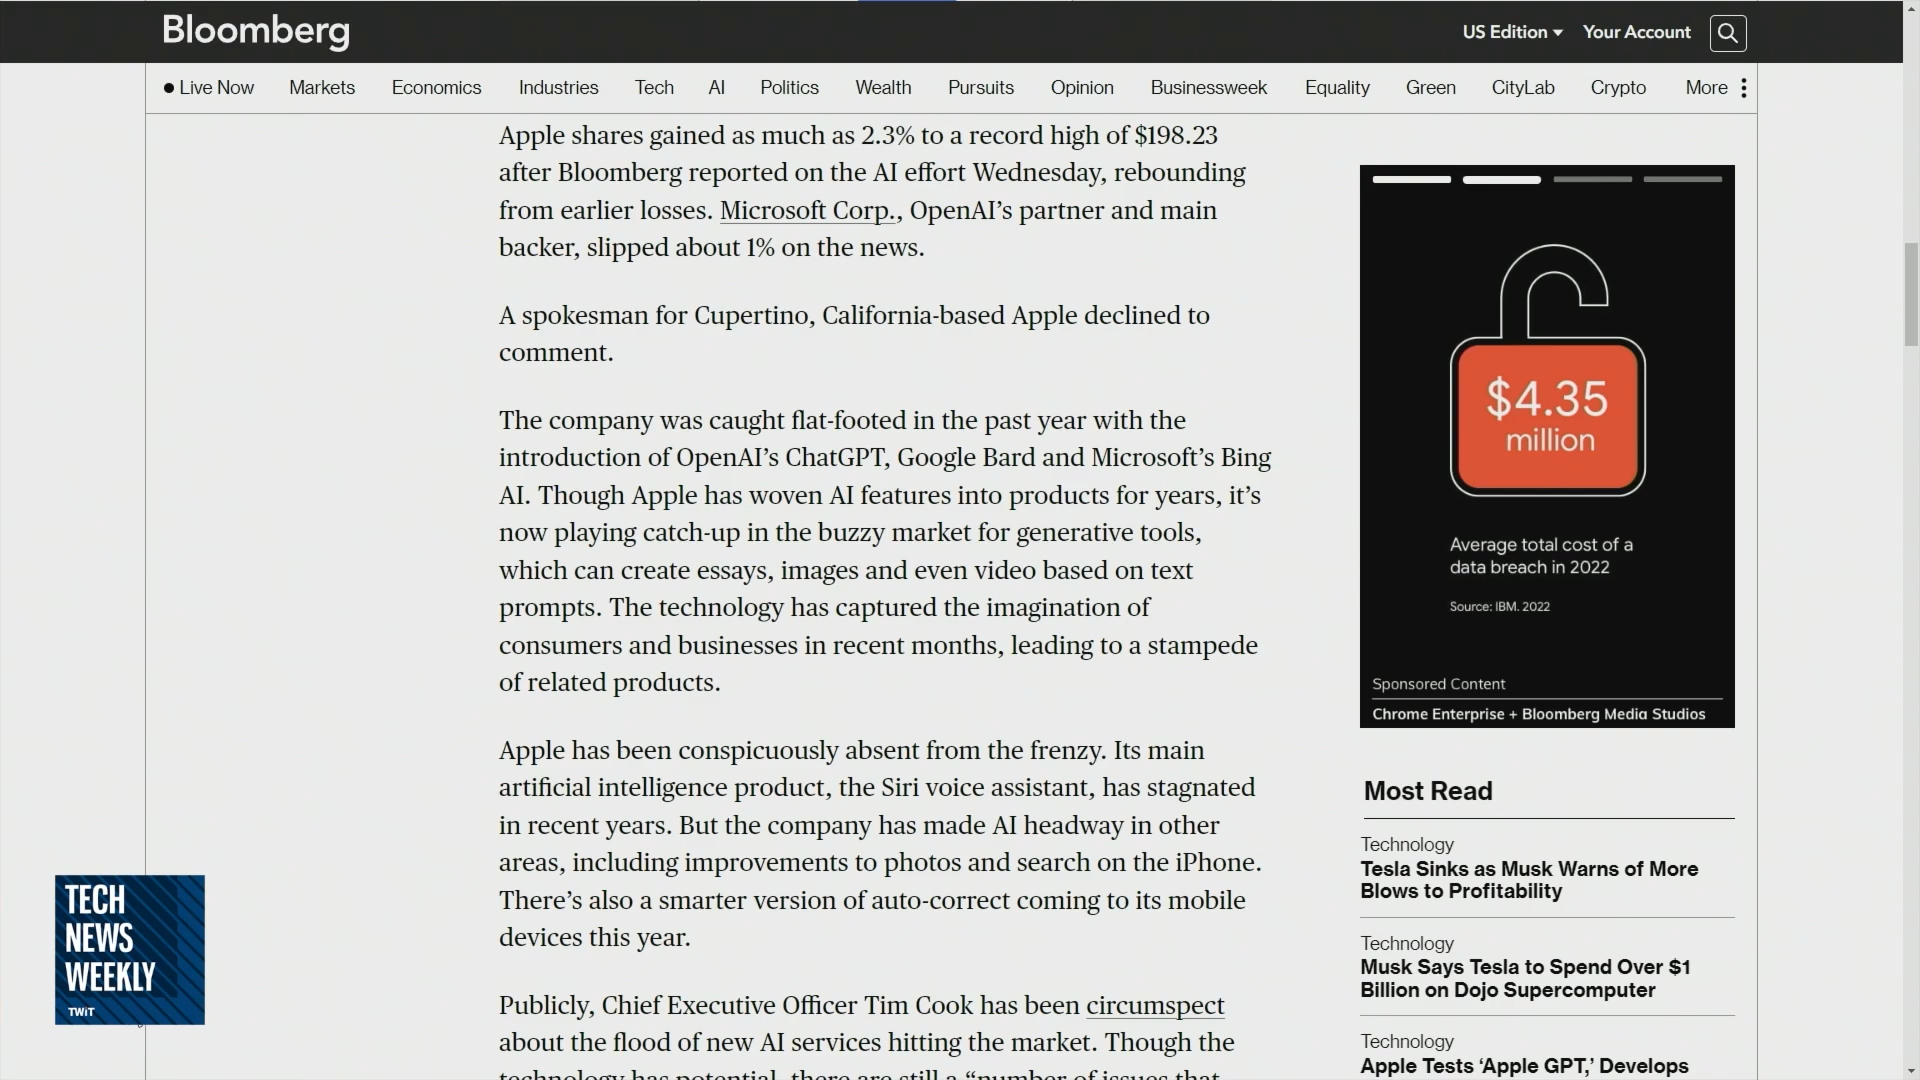 Bloomberg
US Edition
Your Account
Live Now Markets Economics Industries Tech AI Politics Wealth Pursuits Opinion Businessweek Equality Green CityLab Crypto More
Apple shares gained as much as 2.3% to a record high of $198.23
after Bloomberg reported on the AI effort Wednesday, rebounding
from earlier losses. Microsoft Corp., OpenAI’s partner and main
backer, slipped about 1% on the news.
A spokesman for Cupertino, California-based Apple declined to
comment.
The company was caught flat-footed in the past year with the
introduction of OpenAI’s ChatGPT, Google Bard and Microsoft’s Bing
AI. Though Apple has woven AI features into products for years, it’s
now playing catch-up in the buzzy market for generative tools,
which can create essays, images and even video based on text
prompts. The technology has captured the imagination of
consumers and businesses in recent months, leading to a stampede
of related products.
Apple has been conspicuously absent from the frenzy. Its main
artificial intelligence product, the Siri voice assistant, has stagnated
in recent years. But the company has made AI headway in other
areas, including improvements to photos and search on the iPhone.
There’s also a smarter version of auto-correct coming to its mobile
devices this year.
Publicly, Chief Executive Officer Tim Cook has been circumspect
about the flood of new AI services hitting the market. Though the
technology has potential, there are still a “number of issues that
$4.35
million
Average total cost of a
data breach in 2022
Source: IBM. 2022
Sponsored Content
Chrome Enterprise + Bloomberg Media Studios
Most Read
Technology
Tesla Sinks as Musk Warns of More
Blows to Profitability
Technology
Musk Says Tesla to Spend Over $1
Billion on Dojo Supercomputer
Technology
Apple Tests ‘Apple GPT,’ Develops
TECH
NEWS
WEEKLY
TWiT